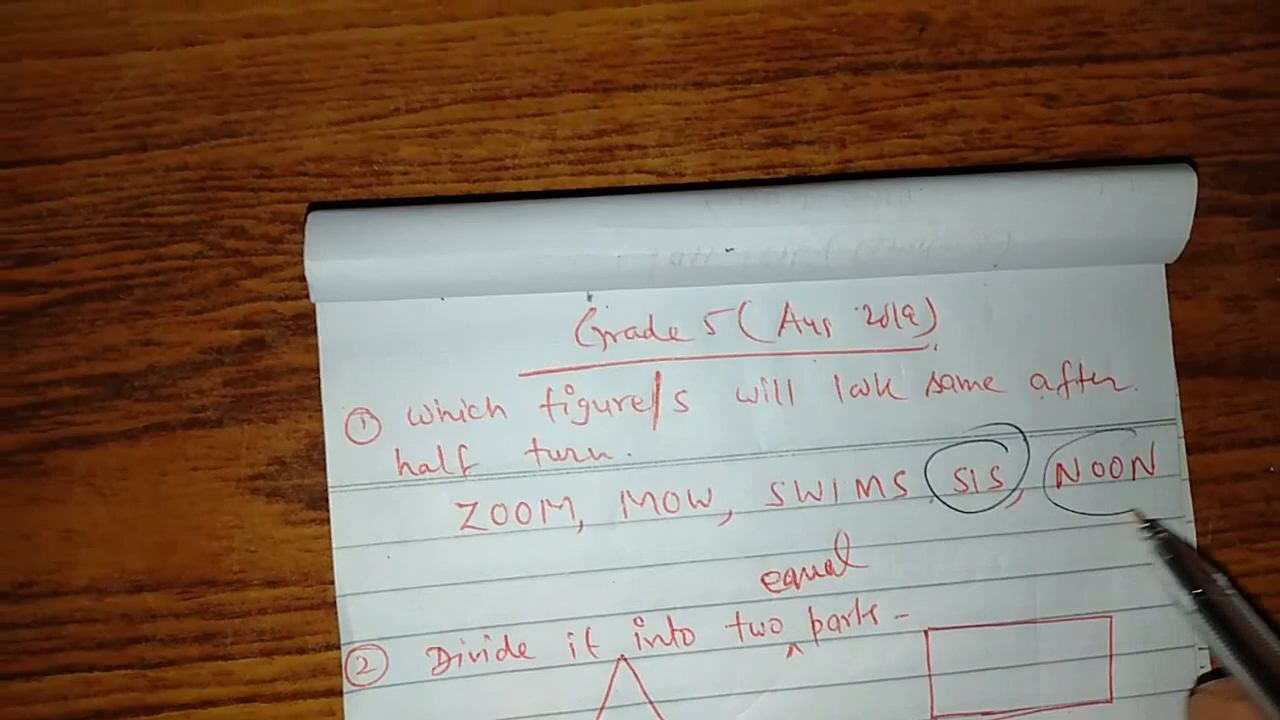 Grade 5 (Aug 2019)
① Which figure/s will look same after
half turn.
ZOOM, MOW, SWIMS, SIS, NOON
equal
② Divide it into two ^ parts -